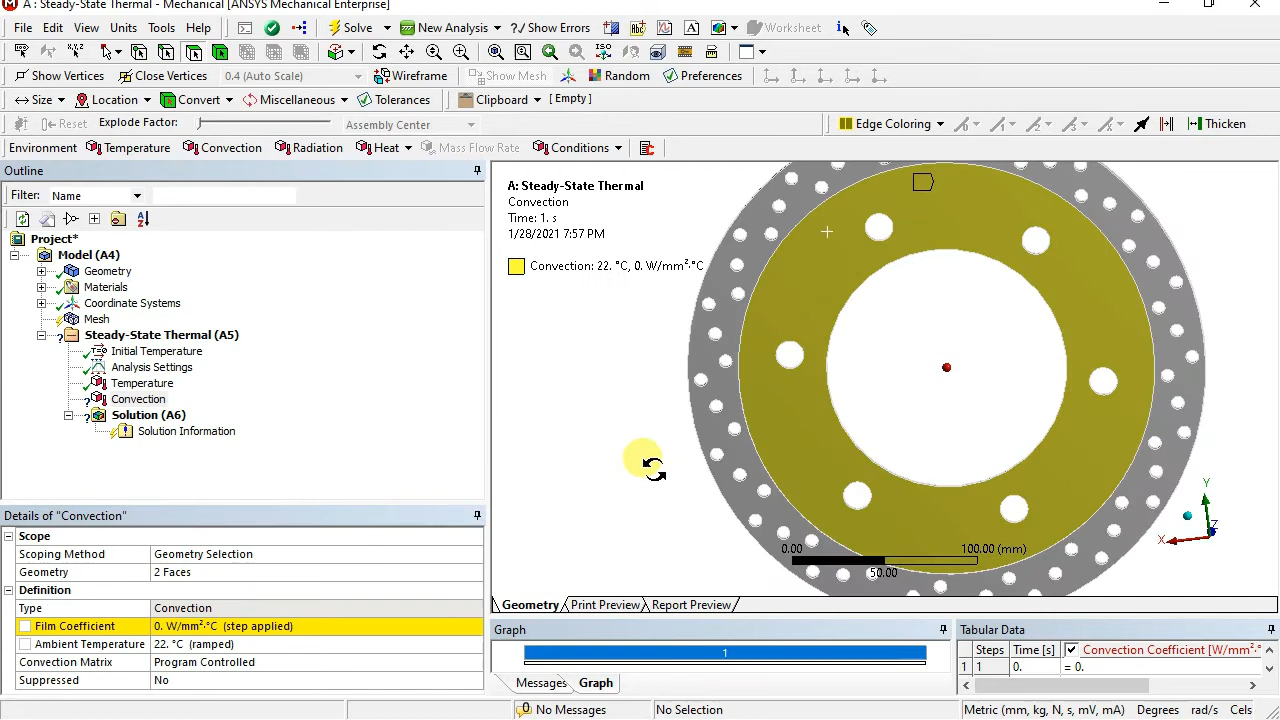 A : Steady-State Thermal - Mechanical [ANSYS Mechanical Enterprise]
File Edit View Units Tools Help Solve New Analysis Show Errors Worksheet
Show Vertices Close Vertices 0.4 (Auto Scale) Wireframe Show Mesh Random Preferences
Size Location Convert Miscellaneous Tolerances Clipboard [ Empty ]
Reset Explode Factor: Assembly Center Edge Coloring Thicken
Environment Temperature Convection Radiation Heat Mass Flow Rate Conditions
Outline
Filter: Name
Project*
Model (A4)
Geometry
Materials
Coordinate Systems
Mesh
Steady-State Thermal (A5)
Initial Temperature
Analysis Settings
Temperature
Convection
Solution (A6)
Solution Information
Details of "Convection"
Scope
Scoping Method Geometry Selection
Geometry 2 Faces
Definition
Type Convection
Film Coefficient 0. W/mm²·°C (step applied)
Ambient Temperature 22. °C (ramped)
Convection Matrix Program Controlled
Suppressed No
A: Steady-State Thermal
Convection
Time: 1. s
1/28/2021 7:57 PM
Convection: 22. °C, 0. W/mm²·°C
0.00 100.00 (mm)
50.00
Y
X
Z
Geometry Print Preview Report Preview
Graph
1
Messages Graph
Tabular Data
Steps Time [s] Convection Coefficient [W/mm²·°
1 1 0. = 0.
0 No Messages No Selection Metric (mm, kg, N, s, mV, mA) Degrees rad/s Cels